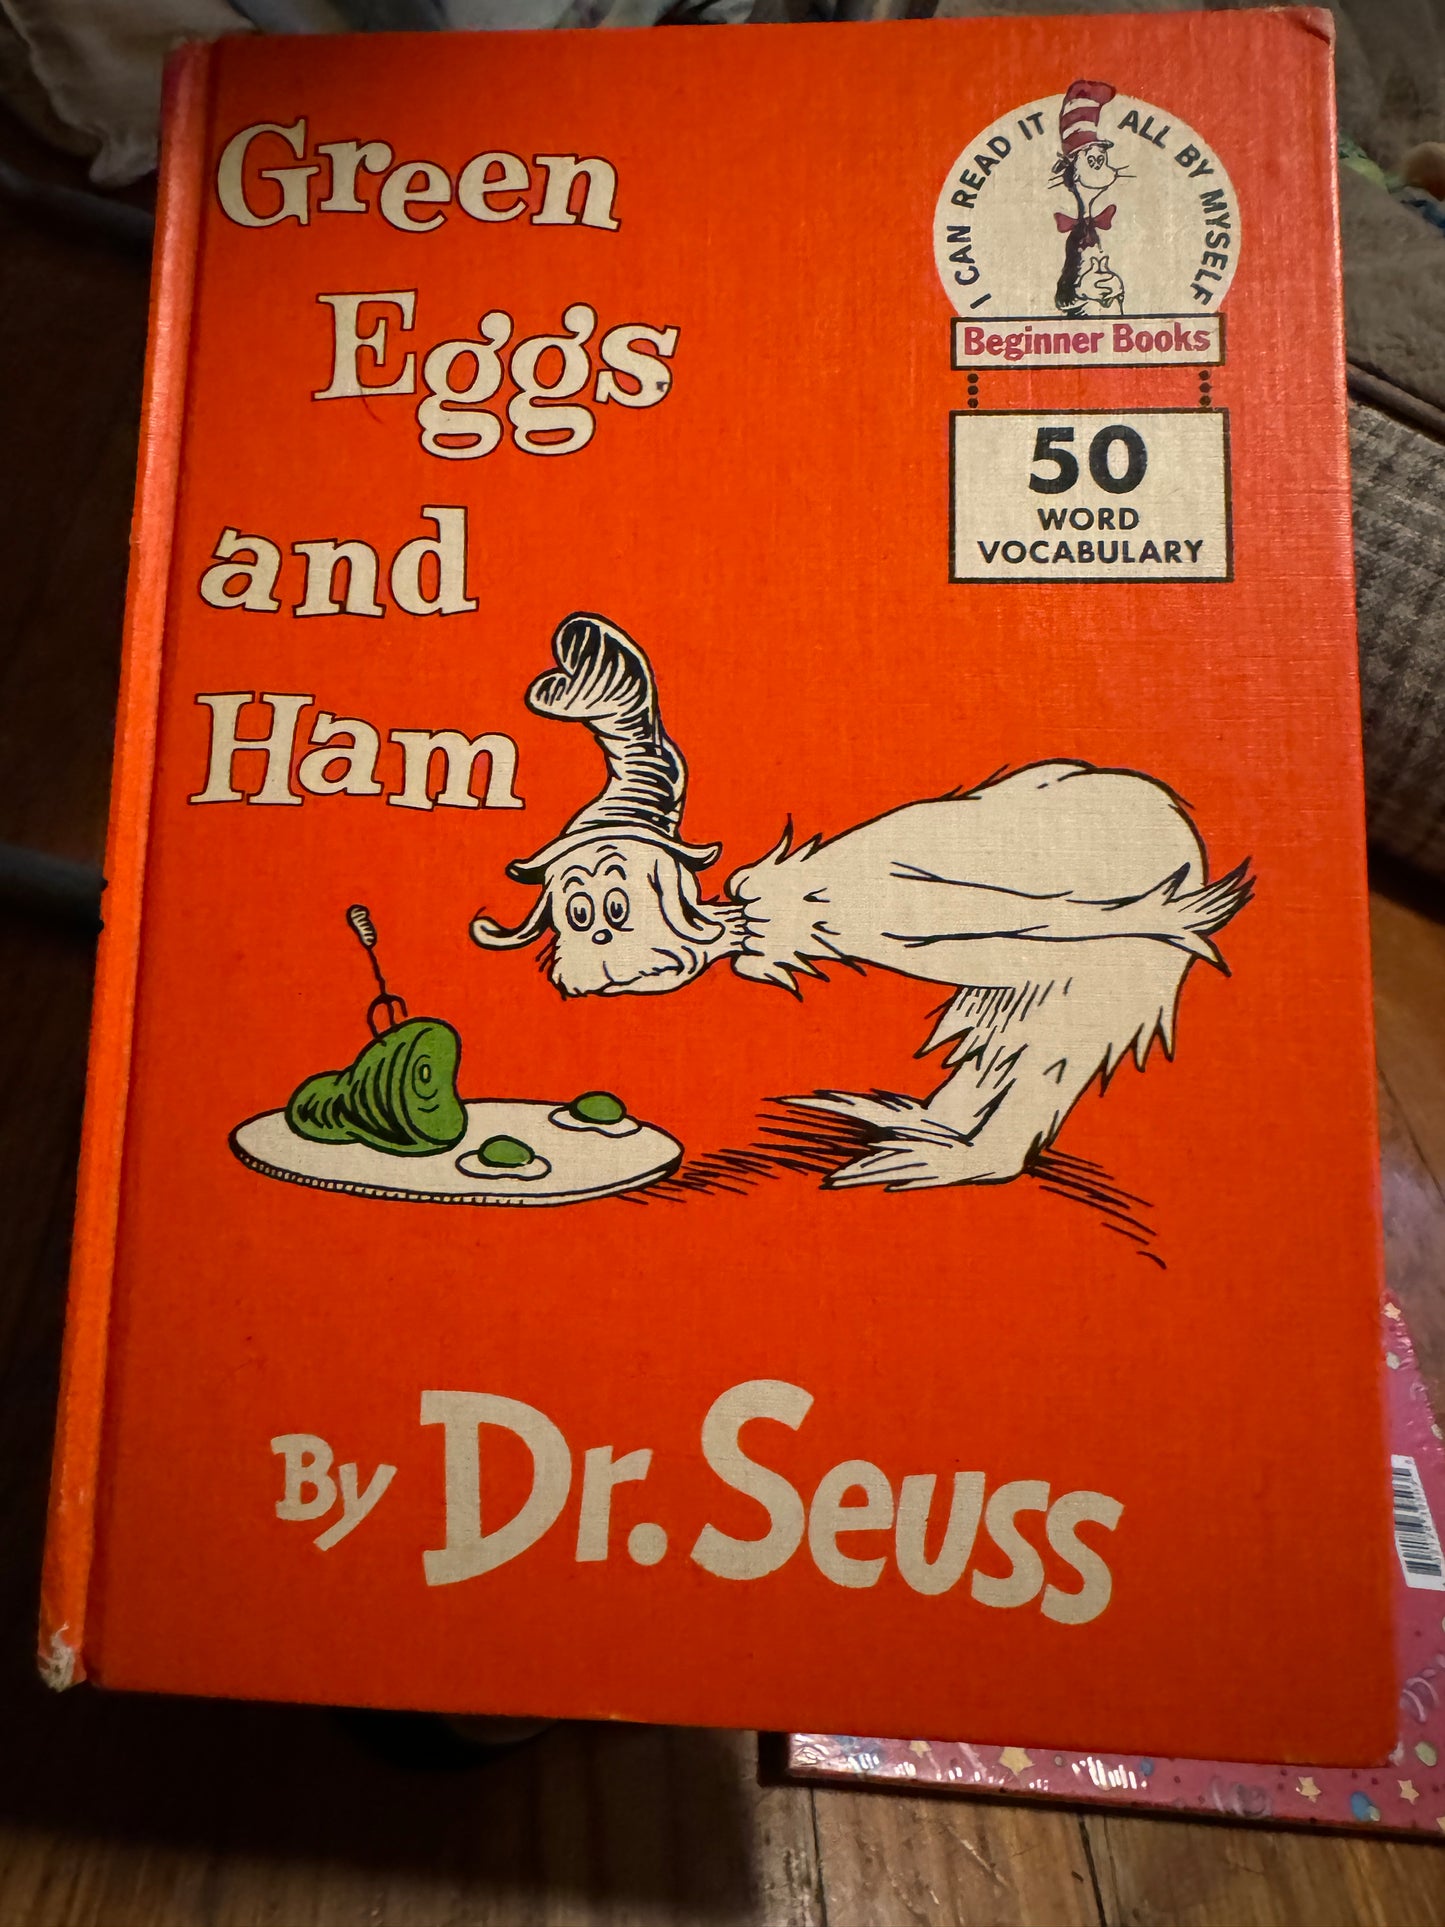 Green
Eggs
and
Ham
I CAN READ IT ALL BY MYSELF
Beginner Books
50
WORD
VOCABULARY
By Dr. Seuss